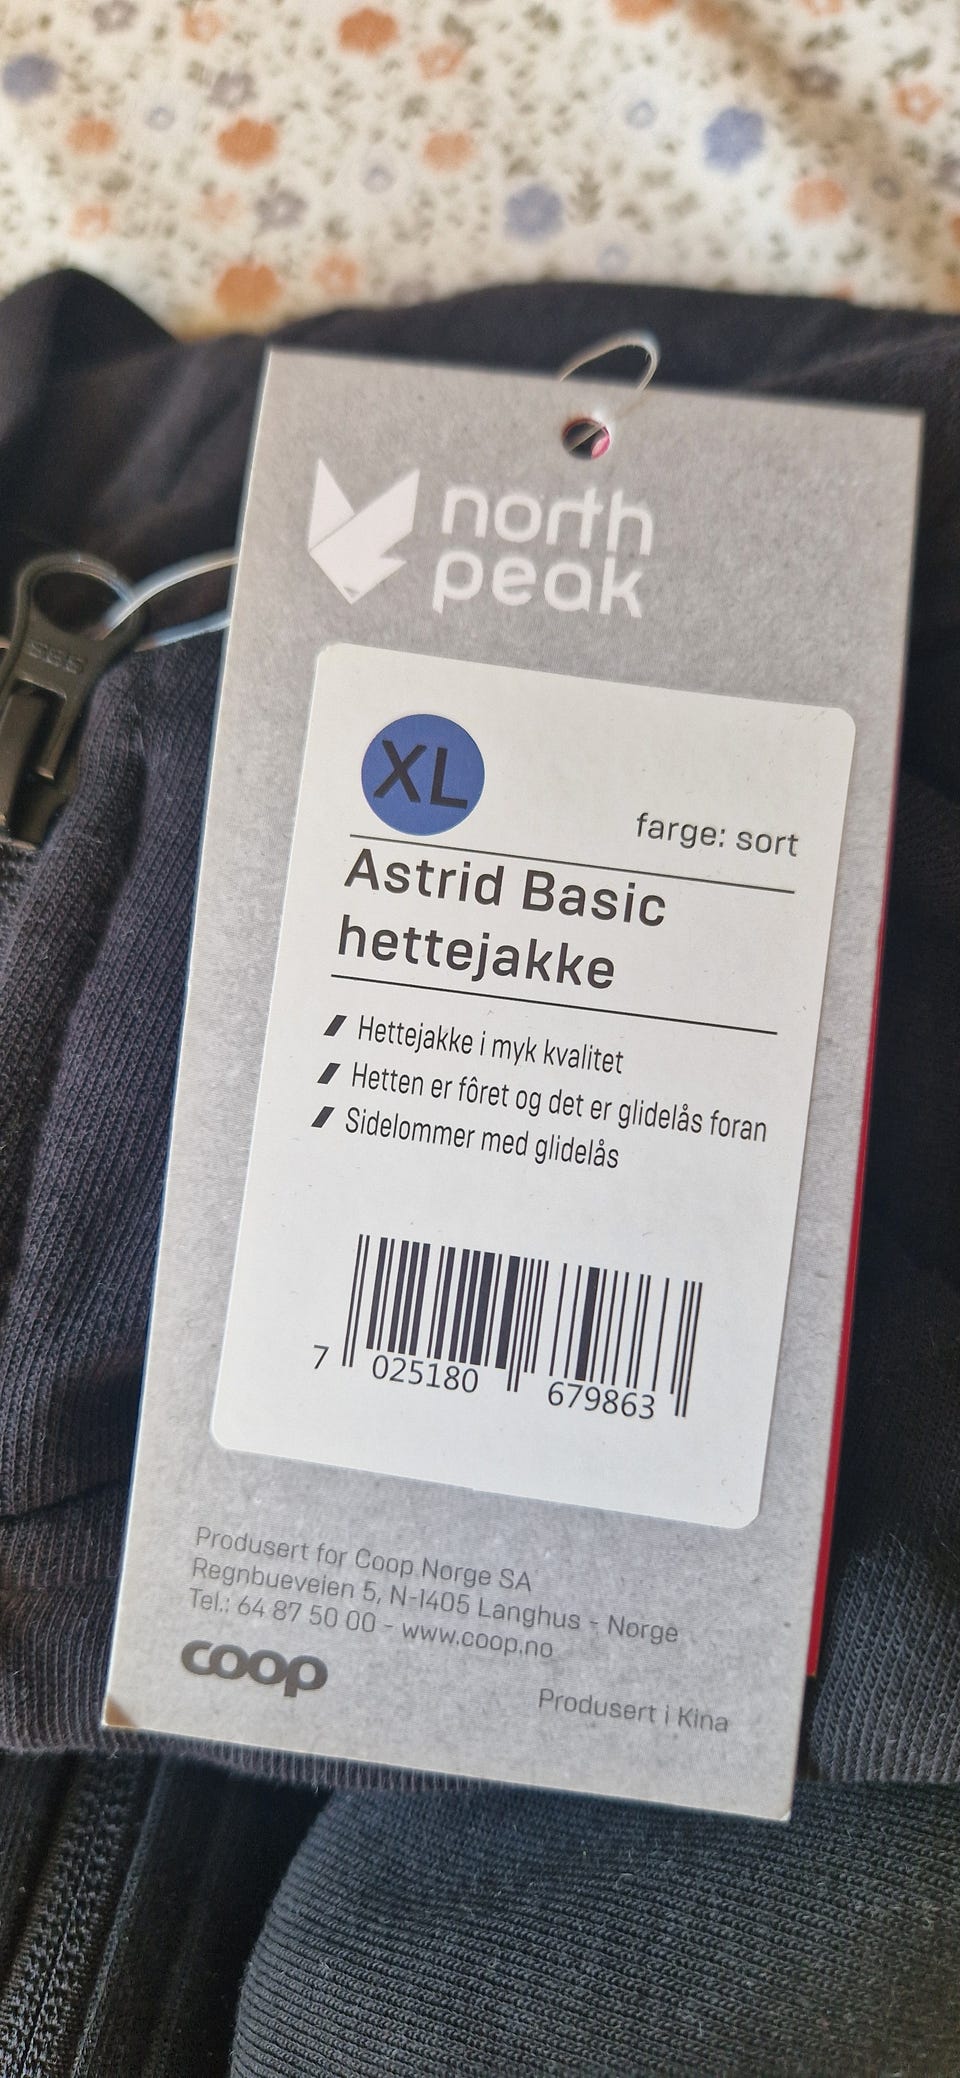 north
peak
XL
farge: sort
Astrid Basic
hettejakke
Hettejakke i myk kvalitet
Hetten er fôret og det er glidelås foran
Sidelommer med glidelås
7 025180 679863
Produsert for Coop Norge SA
Regnbueveien 5, N-1405 Langhus - Norge
Tel.: 64 87 50 00 - www.coop.no
coop
Produsert i Kina